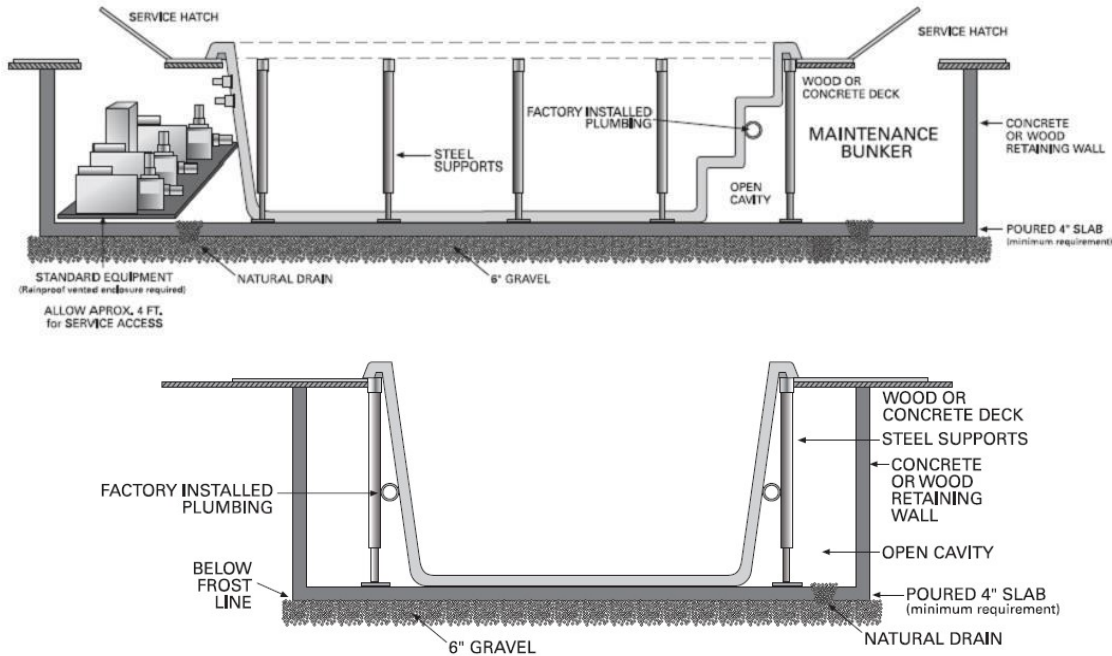 SERVICE HATCH
SERVICE HATCH
WOOD OR
CONCRETE DECK
FACTORY INSTALLED
PLUMBING
CONCRETE
OR WOOD
RETAINING WALL
MAINTENANCE
BUNKER
STEEL
SUPPORTS
OPEN
CAVITY
POURED 4" SLAB
(minimum requirement)
STANDARD EQUIPMENT
(Rainproof vented enclosure required)
NATURAL DRAIN
6" GRAVEL
ALLOW APROX. 4 FT.
for SERVICE ACCESS
WOOD OR
CONCRETE DECK
STEEL SUPPORTS
CONCRETE
OR WOOD
RETAINING
WALL
FACTORY INSTALLED
PLUMBING
OPEN CAVITY
BELOW
FROST
LINE
POURED 4" SLAB
(minimum requirement)
NATURAL DRAIN
6" GRAVEL